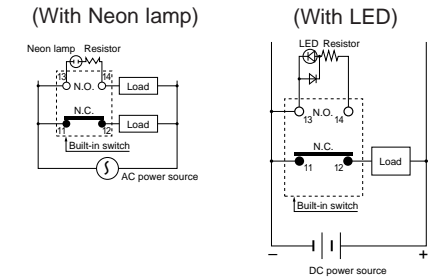 (With Neon lamp)
Neon lamp Resistor
13 N.O. 14 Load
N.C.
11 12 Load
Built-in switch
AC power source
(With LED)
LED Resistor
13 N.O. 14
N.C.
11 12 Load
Built-in switch
− +
DC power source